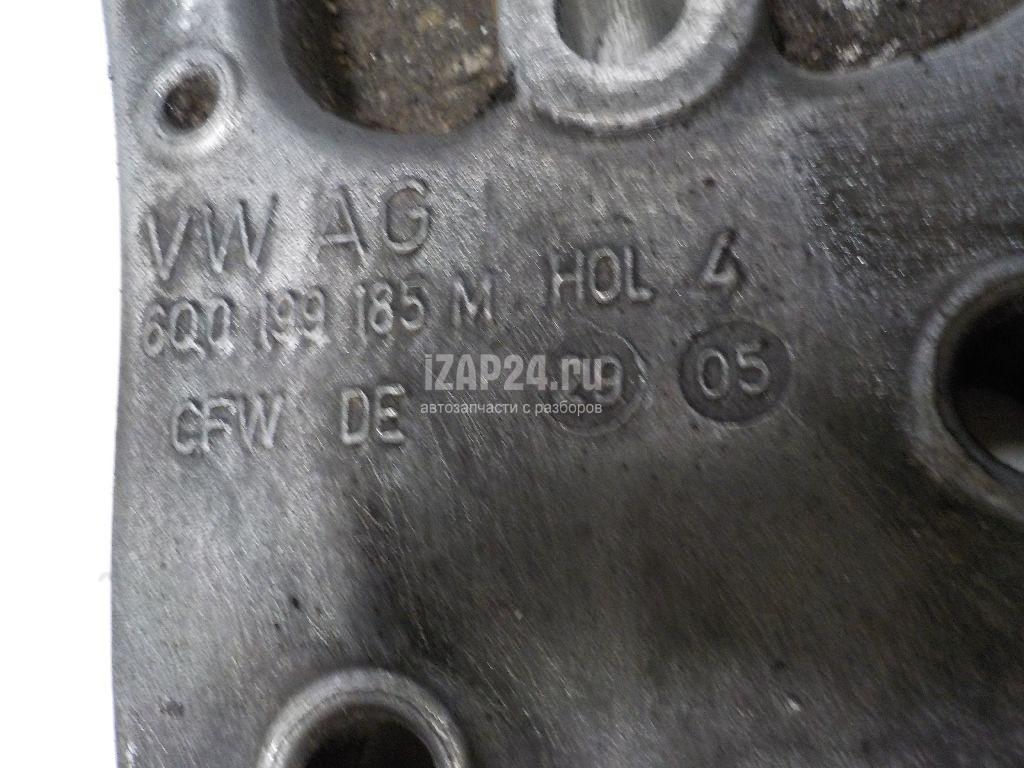 VW AG
6Q0 199 185 M HOL 4
GFW DE 05
iZAP24.ru
автозапчасти с разборов